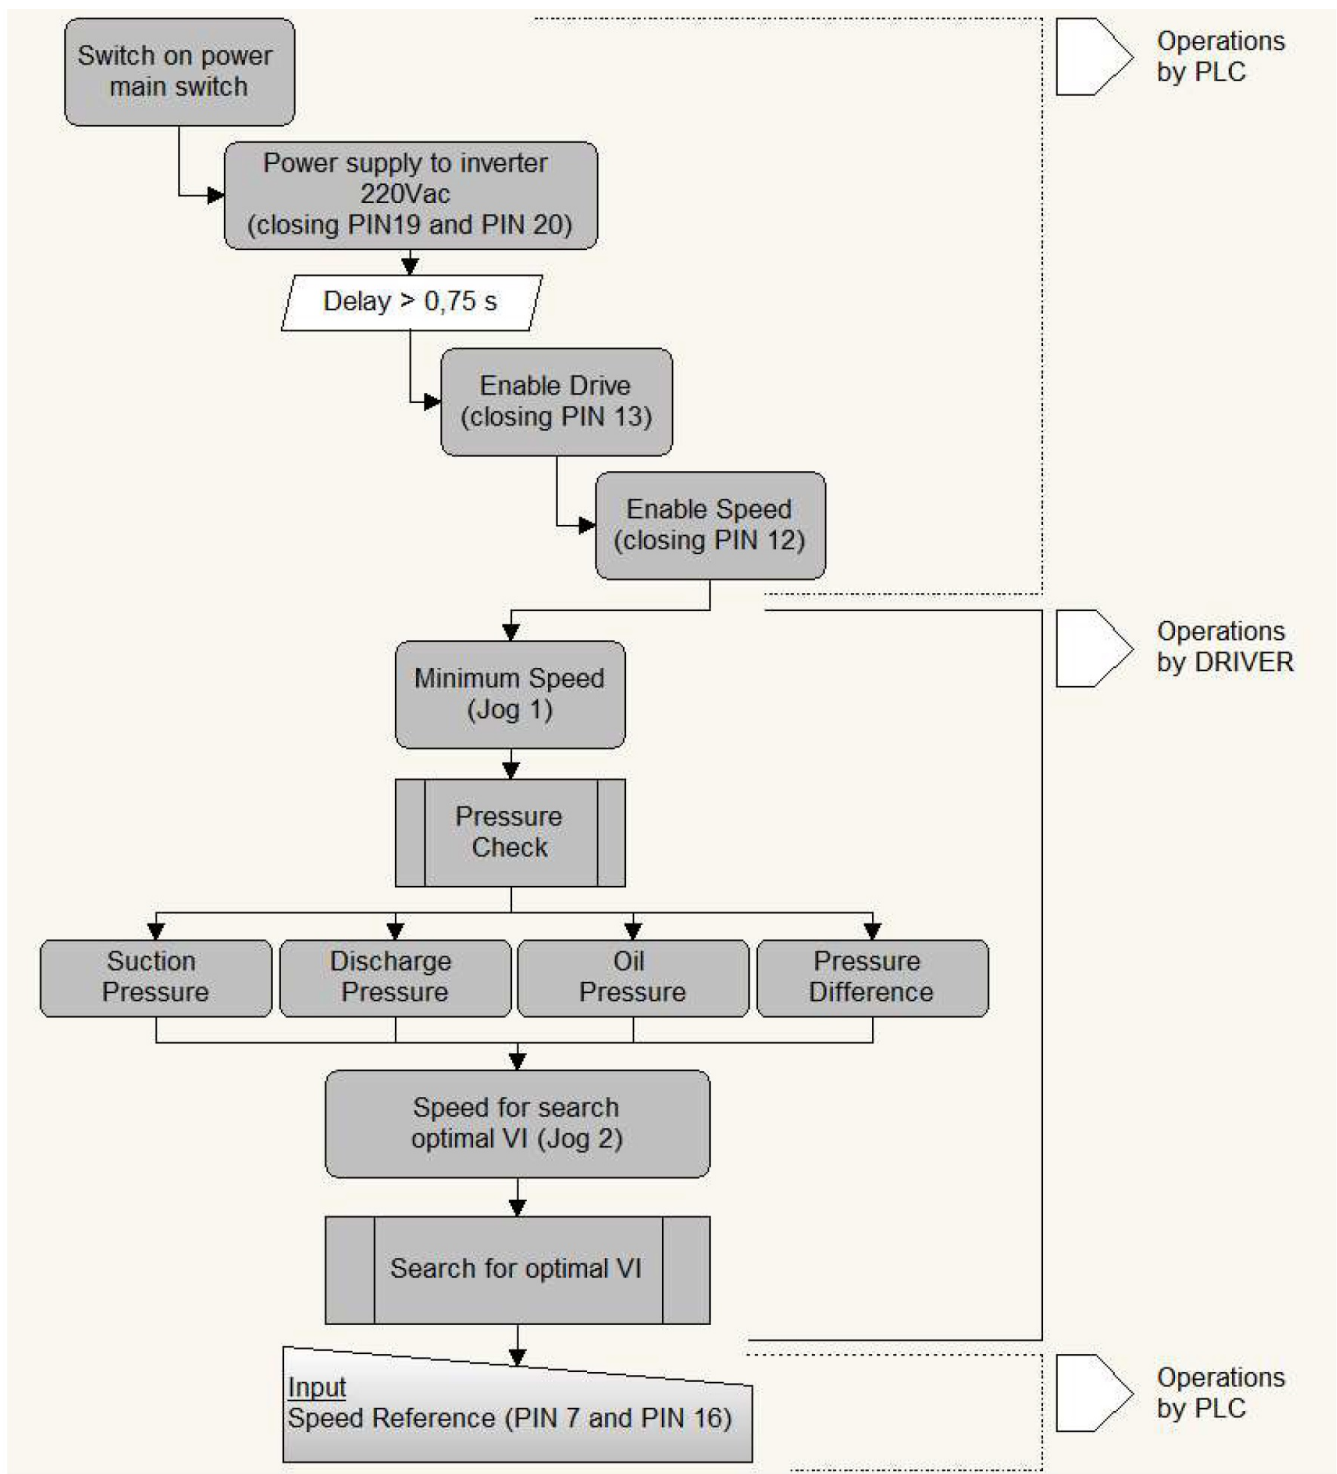 Switch on power
main switch
Operations
by PLC
Power supply to inverter
220Vac
(closing PIN19 and PIN 20)
Delay > 0,75 s
Enable Drive
(closing PIN 13)
Enable Speed
(closing PIN 12)
Operations
by DRIVER
Minimum Speed
(Jog 1)
Pressure
Check
Suction
Pressure
Discharge
Pressure
Oil
Pressure
Pressure
Difference
Speed for search
optimal VI (Jog 2)
Search for optimal VI
Input
Speed Reference (PIN 7 and PIN 16)
Operations
by PLC